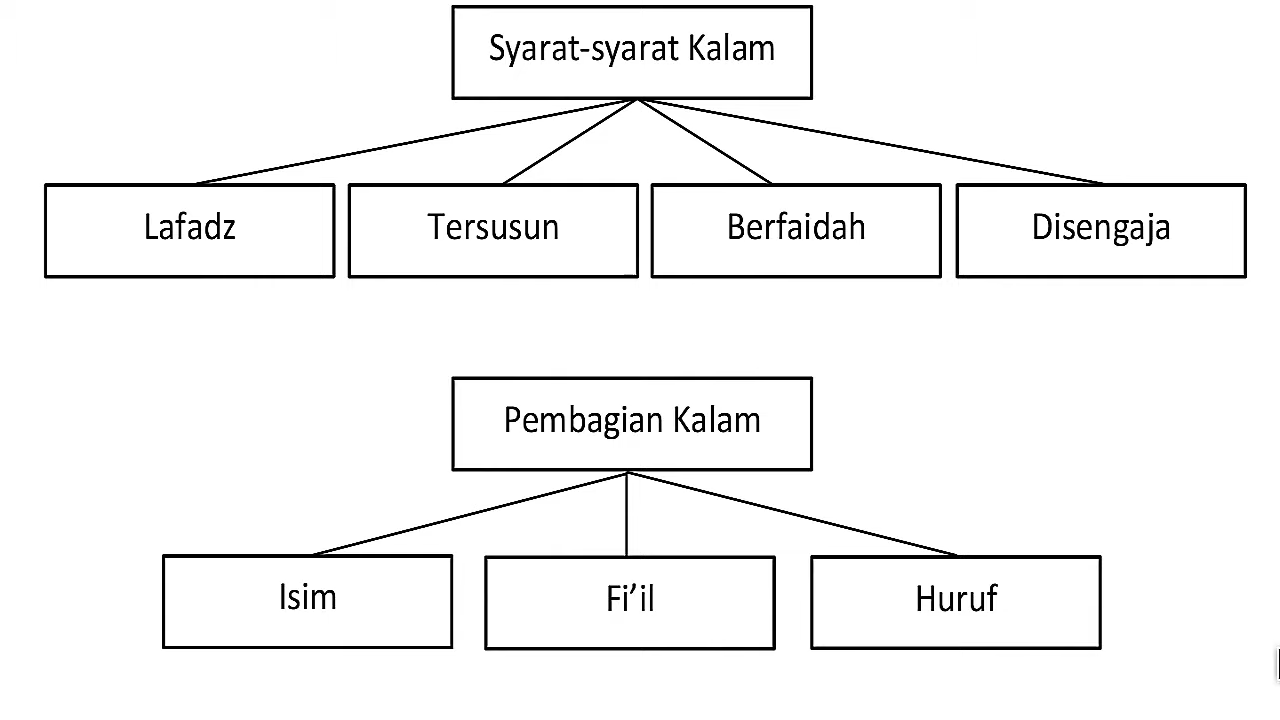 Syarat-syarat Kalam
Lafadz
Tersusun
Berfaidah
Disengaja
Pembagian Kalam
Isim
Fi’il
Huruf